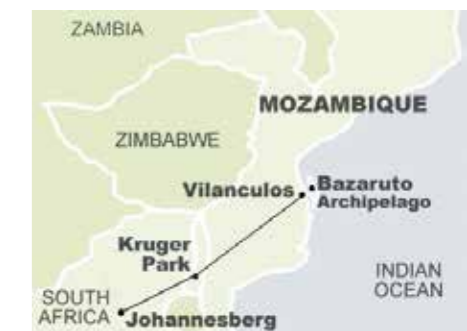 ZAMBIA
MOZAMBIQUE
ZIMBABWE
Vilanculos
Bazaruto
Archipelago
Kruger
Park
INDIAN
OCEAN
SOUTH
AFRICA
Johannesberg